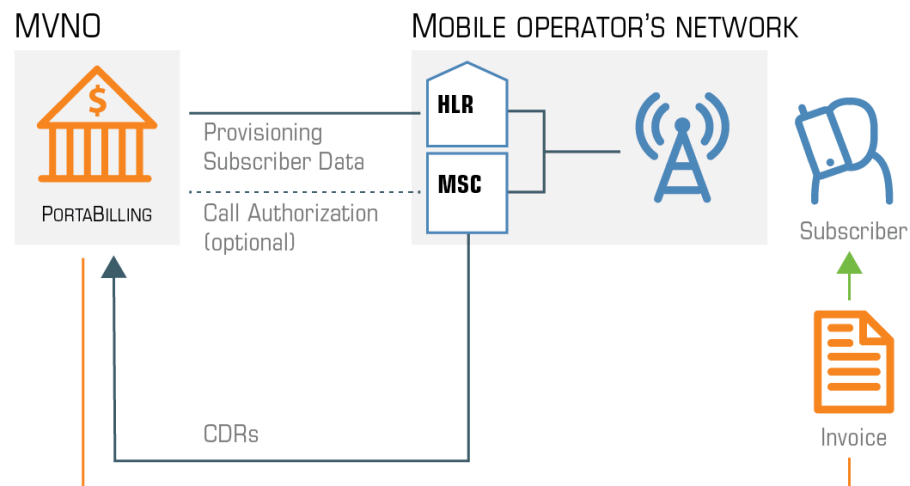 MVNO
MOBILE OPERATOR'S NETWORK
$
PORTABILLING
Provisioning
Subscriber Data
Call Authorization
(optional)
HLR
MSC
Subscriber
CDRs
Invoice